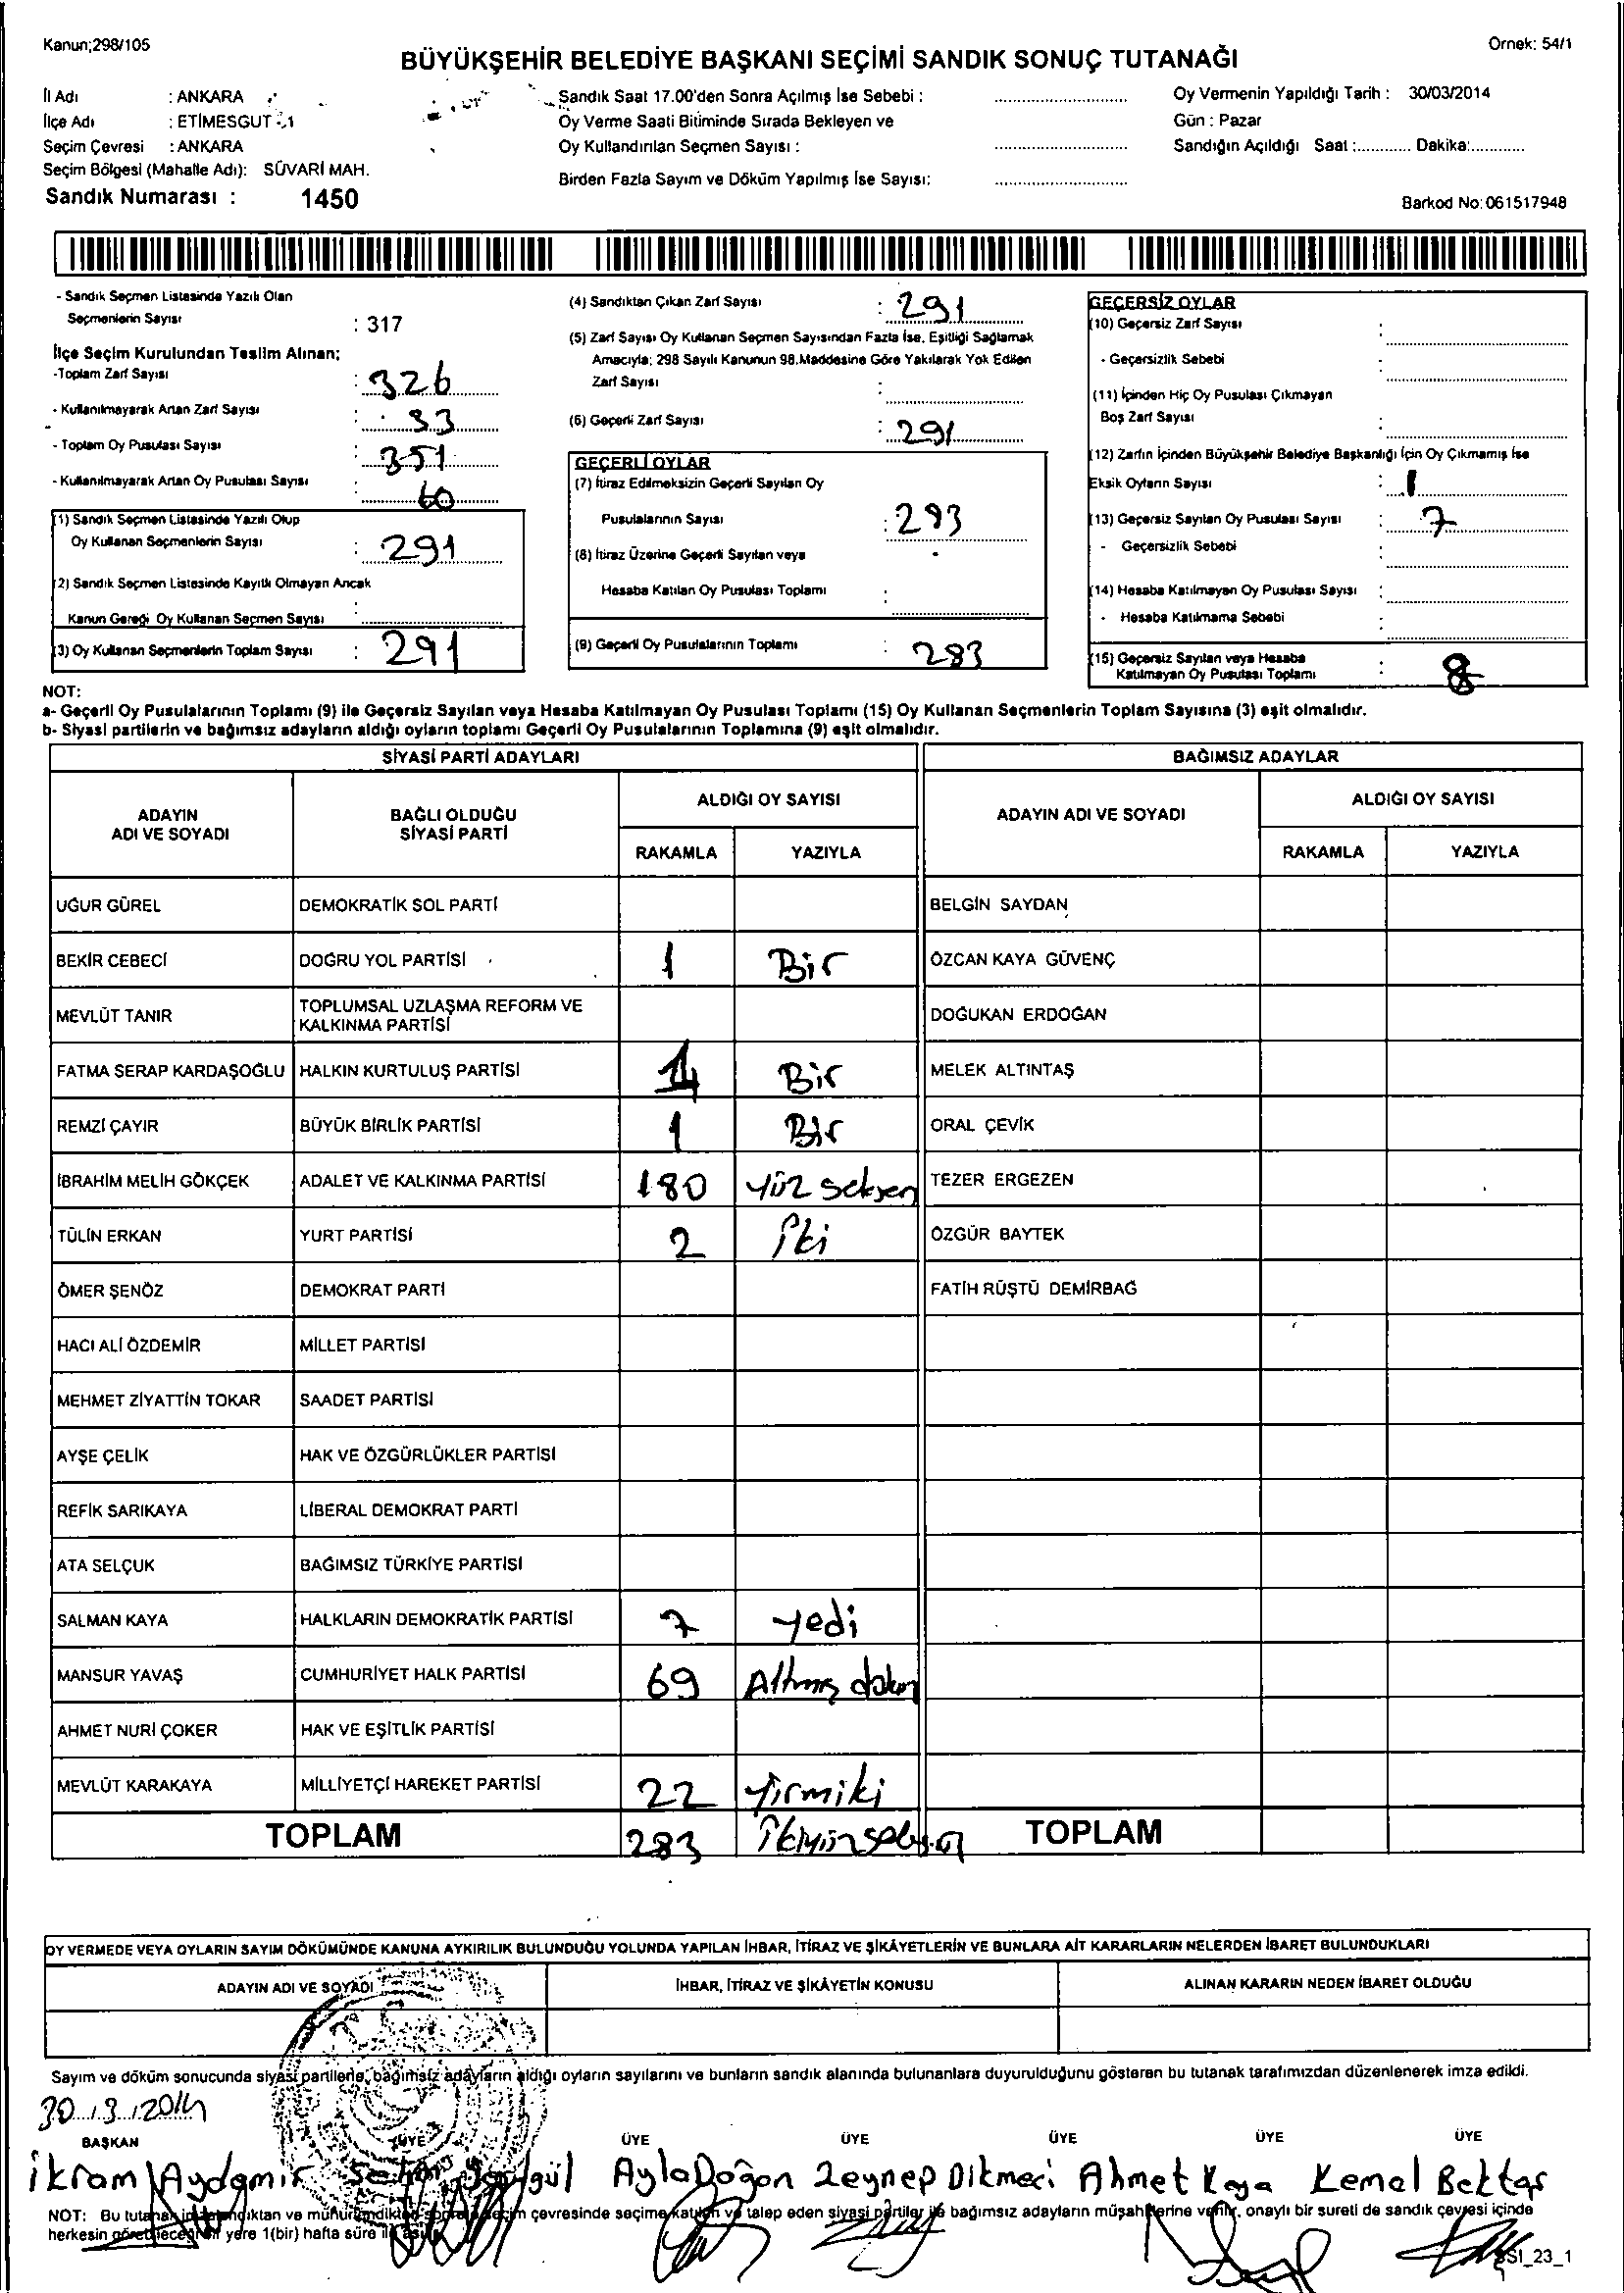 Kanun;298/105
Örnek: 54/1
BÜYÜKŞEHİR BELEDİYE BAŞKANI SEÇİMİ SANDIK SONUÇ TUTANAĞI
İl Adı : ANKARA
İlçe Adı : ETİMESGUT -1
Seçim Çevresi : ANKARA
Seçim Bölgesi (Mahalle Adı): SÜVARİ MAH.
Sandık Numarası : 1450
Sandık Saat 17.00'den Sonra Açılmış İse Sebebi :
Oy Verme Saati Bitiminde Sırada Bekleyen ve
Oy Kullandırılan Seçmen Sayısı :
Birden Fazla Sayım ve Döküm Yapılmış İse Sayısı:
Oy Vermenin Yapıldığı Tarih : 30/03/2014
Gün : Pazar
Sandığın Açıldığı Saat :............ Dakika:............
Barkod No: 061517948
- Sandık Seçmen Listesinde Yazılı Olan
Seçmenlerin Sayısı : 317
İlçe Seçim Kurulundan Teslim Alınan;
-Toplam Zarf Sayısı : 326
- Kullanılmayarak Artan Zarf Sayısı : 33
- Toplam Oy Pusulası Sayısı : 351
- Kullanılmayarak Artan Oy Pusulası Sayısı : 60
(1) Sandık Seçmen Listesinde Yazılı Olup
Oy Kullanan Seçmenlerin Sayısı : 291
(2) Sandık Seçmen Listesinde Kayıtlı Olmayan Ancak
Kanun Gereği Oy Kullanan Seçmen Sayısı :
(3) Oy Kullanan Seçmenlerin Toplam Sayısı : 291
(4) Sandıktan Çıkan Zarf Sayısı : 291
(5) Zarf Sayısı Oy Kullanan Seçmen Sayısından Fazla İse, Eşitliği Sağlamak
Amacıyla; 298 Sayılı Kanunun 98.Maddesine Göre Yakılarak Yok Edilen
Zarf Sayısı :
(6) Geçerli Zarf Sayısı : 291
GEÇERLİ OYLAR
(7) İtiraz Edilmeksizin Geçerli Sayılan Oy
Pusulalarının Sayısı : 293
(8) İtiraz Üzerine Geçerli Sayılan veya
Hesaba Katılan Oy Pusulası Toplamı :
(9) Geçerli Oy Pusulalarının Toplamı : 283
GEÇERSİZ OYLAR
(10) Geçersiz Zarf Sayısı :
- Geçersizlik Sebebi :
(11) İçinden Hiç Oy Pusulası Çıkmayan
Boş Zarf Sayısı :
(12) Zarfın İçinden Büyükşehir Belediye Başkanlığı İçin Oy Çıkmamış İse
Eksik Oyların Sayısı : 1
(13) Geçersiz Sayılan Oy Pusulası Sayısı : 7
- Geçersizlik Sebebi :
(14) Hesaba Katılmayan Oy Pusulası Sayısı :
- Hesaba Katılmama Sebebi :
(15) Geçersiz Sayılan veya Hesaba
Katılmayan Oy Pusulası Toplamı : 8
NOT:
a- Geçerli Oy Pusulalarının Toplamı (9) ile Geçersiz Sayılan veya Hesaba Katılmayan Oy Pusulası Toplamı (15) Oy Kullanan Seçmenlerin Toplam Sayısına (3) eşit olmalıdır.
b- Siyasi partilerin ve bağımsız adayların aldığı oyların toplamı Geçerli Oy Pusulalarının Toplamına (9) eşit olmalıdır.
SİYASİ PARTİ ADAYLARI BAĞIMSIZ ADAYLAR
ADAYIN ADI VE SOYADI BAĞLI OLDUĞU SİYASİ PARTİ ALDIĞI OY SAYISI ADAYIN ADI VE SOYADI ALDIĞI OY SAYISI
RAKAMLA YAZIYLA RAKAMLA YAZIYLA
UĞUR GÜREL DEMOKRATİK SOL PARTİ BELGİN SAYDAN
BEKİR CEBECİ DOĞRU YOL PARTİSİ 1 Bir ÖZCAN KAYA GÜVENÇ
MEVLÜT TANIR TOPLUMSAL UZLAŞMA REFORM VE KALKINMA PARTİSİ DOĞUKAN ERDOĞAN
FATMA SERAP KARDAŞOĞLU HALKIN KURTULUŞ PARTİSİ 1 Bir MELEK ALTINTAŞ
REMZİ ÇAYIR BÜYÜK BİRLİK PARTİSİ 1 Bir ORAL ÇEVİK
İBRAHİM MELİH GÖKÇEK ADALET VE KALKINMA PARTİSİ 180 yüz seksen TEZER ERGEZEN
TÜLİN ERKAN YURT PARTİSİ 2 İki ÖZGÜR BAYTEK
ÖMER ŞENÖZ DEMOKRAT PARTİ FATİH RÜŞTÜ DEMİRBAĞ
HACI ALİ ÖZDEMİR MİLLET PARTİSİ
MEHMET ZİYATTİN TOKAR SAADET PARTİSİ
AYŞE ÇELİK HAK VE ÖZGÜRLÜKLER PARTİSİ
REFİK SARIKAYA LİBERAL DEMOKRAT PARTİ
ATA SELÇUK BAĞIMSIZ TÜRKİYE PARTİSİ
SALMAN KAYA HALKLARIN DEMOKRATİK PARTİSİ 7 yedi
MANSUR YAVAŞ CUMHURİYET HALK PARTİSİ 69 Altmış
AHMET NURİ ÇOKER HAK VE EŞİTLİK PARTİSİ
MEVLÜT KARAKAYA MİLLİYETÇİ HAREKET PARTİSİ 22 yirmiki
TOPLAM 283 TOPLAM
OY VERMEDE VEYA OYLARIN SAYIM DÖKÜMÜNDE KANUNA AYKIRILIK BULUNDUĞU YOLUNDA YAPILAN İHBAR, İTİRAZ VE ŞİKÂYETLERİN VE BUNLARA AİT KARARLARIN NELERDEN İBARET BULUNDUKLARI
ADAYIN ADI VE SOYADI İHBAR, İTİRAZ VE ŞİKÂYETİN KONUSU ALINAN KARARIN NEDEN İBARET OLDUĞU
Sayım ve döküm sonucunda siyasi partilerle, bağımsız adayların aldığı oyların sayılarını ve bunların sandık alanında bulunanlara duyurulduğunu gösteren bu tutanak tarafımızdan düzenlenerek imza edildi.
30/3/2014
BAŞKAN ÜYE ÜYE ÜYE ÜYE ÜYE ÜYE
İkram Aydemir Ayla Doğan Zeynep Dikmeci Ahmet Kaya Kemal Bektaş
NOT: Bu tutanak imzalandıktan ve mühürlendikten sonra seçim çevresinde seçime katılan ve talep eden siyasi partiler ile bağımsız adayların müşahitlerine verilir, onaylı bir sureti de sandık çevresi içinde
herkesin görebileceği bir yere 1(bir) hafta süre ile asılır.
SSI_23_1